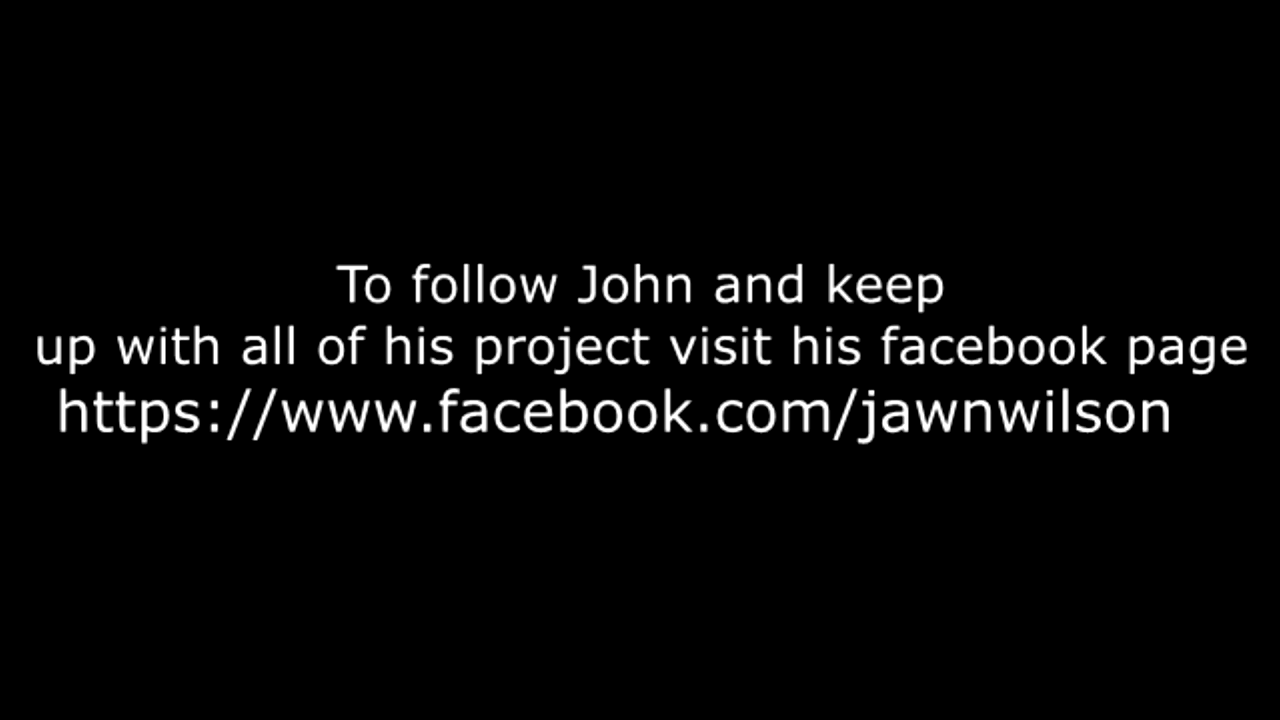 To follow John and keep
up with all of his project visit his facebook page
https://www.facebook.com/jawnwilson